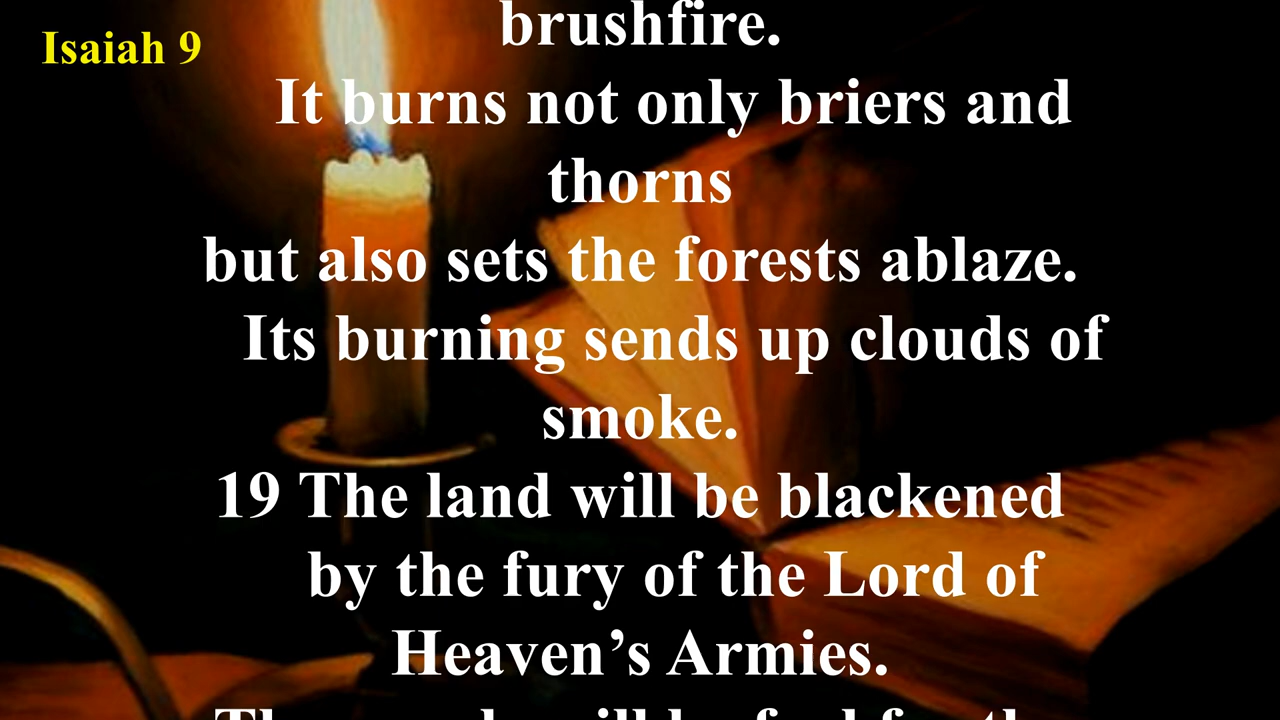 Isaiah 9
brushfire.
It burns not only briers and
thorns
but also sets the forests ablaze.
Its burning sends up clouds of
smoke.
19 The land will be blackened
by the fury of the Lord of
Heaven’s Armies.